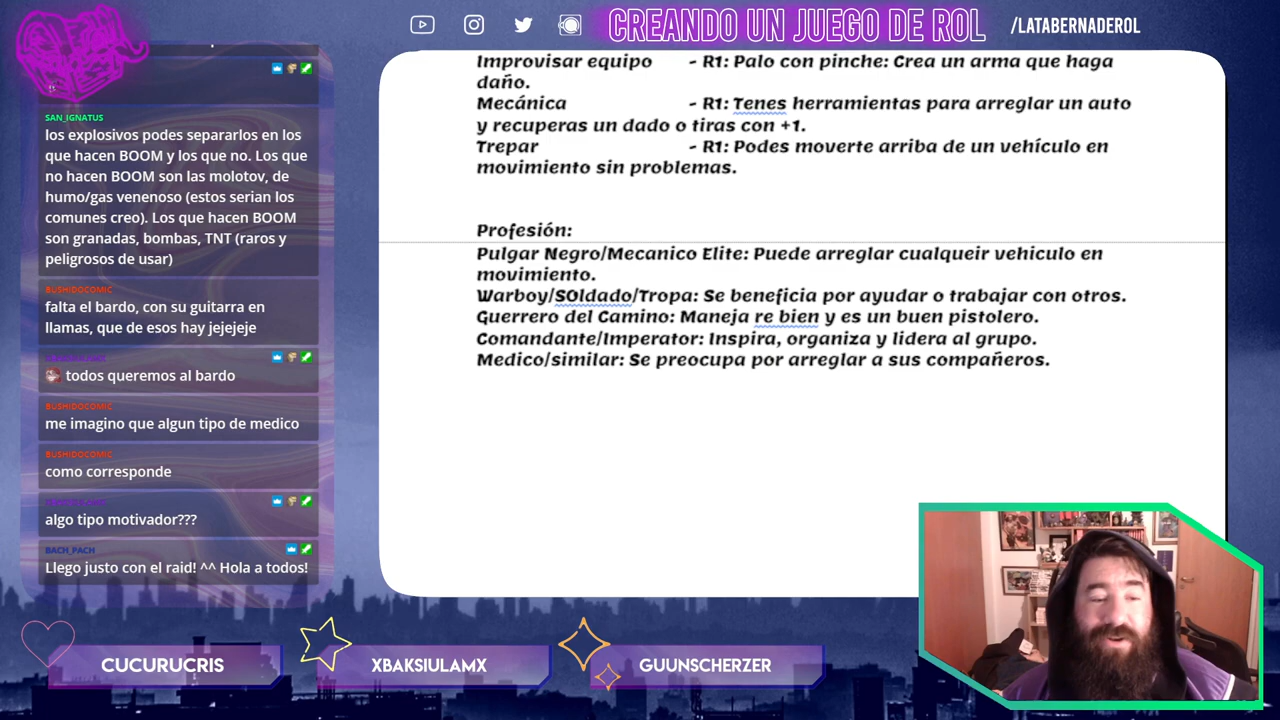 CREANDO UN JUEGO DE ROL
/LATABERNADEROL
SAN_IGNATUS
los explosivos podes separarlos en los
que hacen BOOM y los que no. Los que
no hacen BOOM son las molotov, de
humo/gas venenoso (estos serian los
comunes creo). Los que hacen BOOM
son granadas, bombas, TNT (raros y
peligrosos de usar)
BUSHIDOCOMIC
falta el bardo, con su guitarra en
llamas, que de esos hay jejejeje
todos queremos al bardo
BUSHIDOCOMIC
me imagino que algun tipo de medico
BUSHIDOCOMIC
como corresponde
algo tipo motivador???
BACH_PACH
Llego justo con el raid! ^^ Hola a todos!
Improvisar equipo - R1: Palo con pinche: Crea un arma que haga
daño.
Mecánica - R1: Tenes herramientas para arreglar un auto
y recuperas un dado o tiras con +1.
Trepar - R1: Podes moverte arriba de un vehículo en
movimiento sin problemas.
Profesión:
Pulgar Negro/Mecanico Elite: Puede arreglar cualqueir vehiculo en
movimiento.
Warboy/SOldado/Tropa: Se beneficia por ayudar o trabajar con otros.
Guerrero del Camino: Maneja re bien y es un buen pistolero.
Comandante/Imperator: Inspira, organiza y lidera al grupo.
Medico/similar: Se preocupa por arreglar a sus compañeros.
CUCURUCRIS
XBAKSIULAMX
GUUNSCHERZER